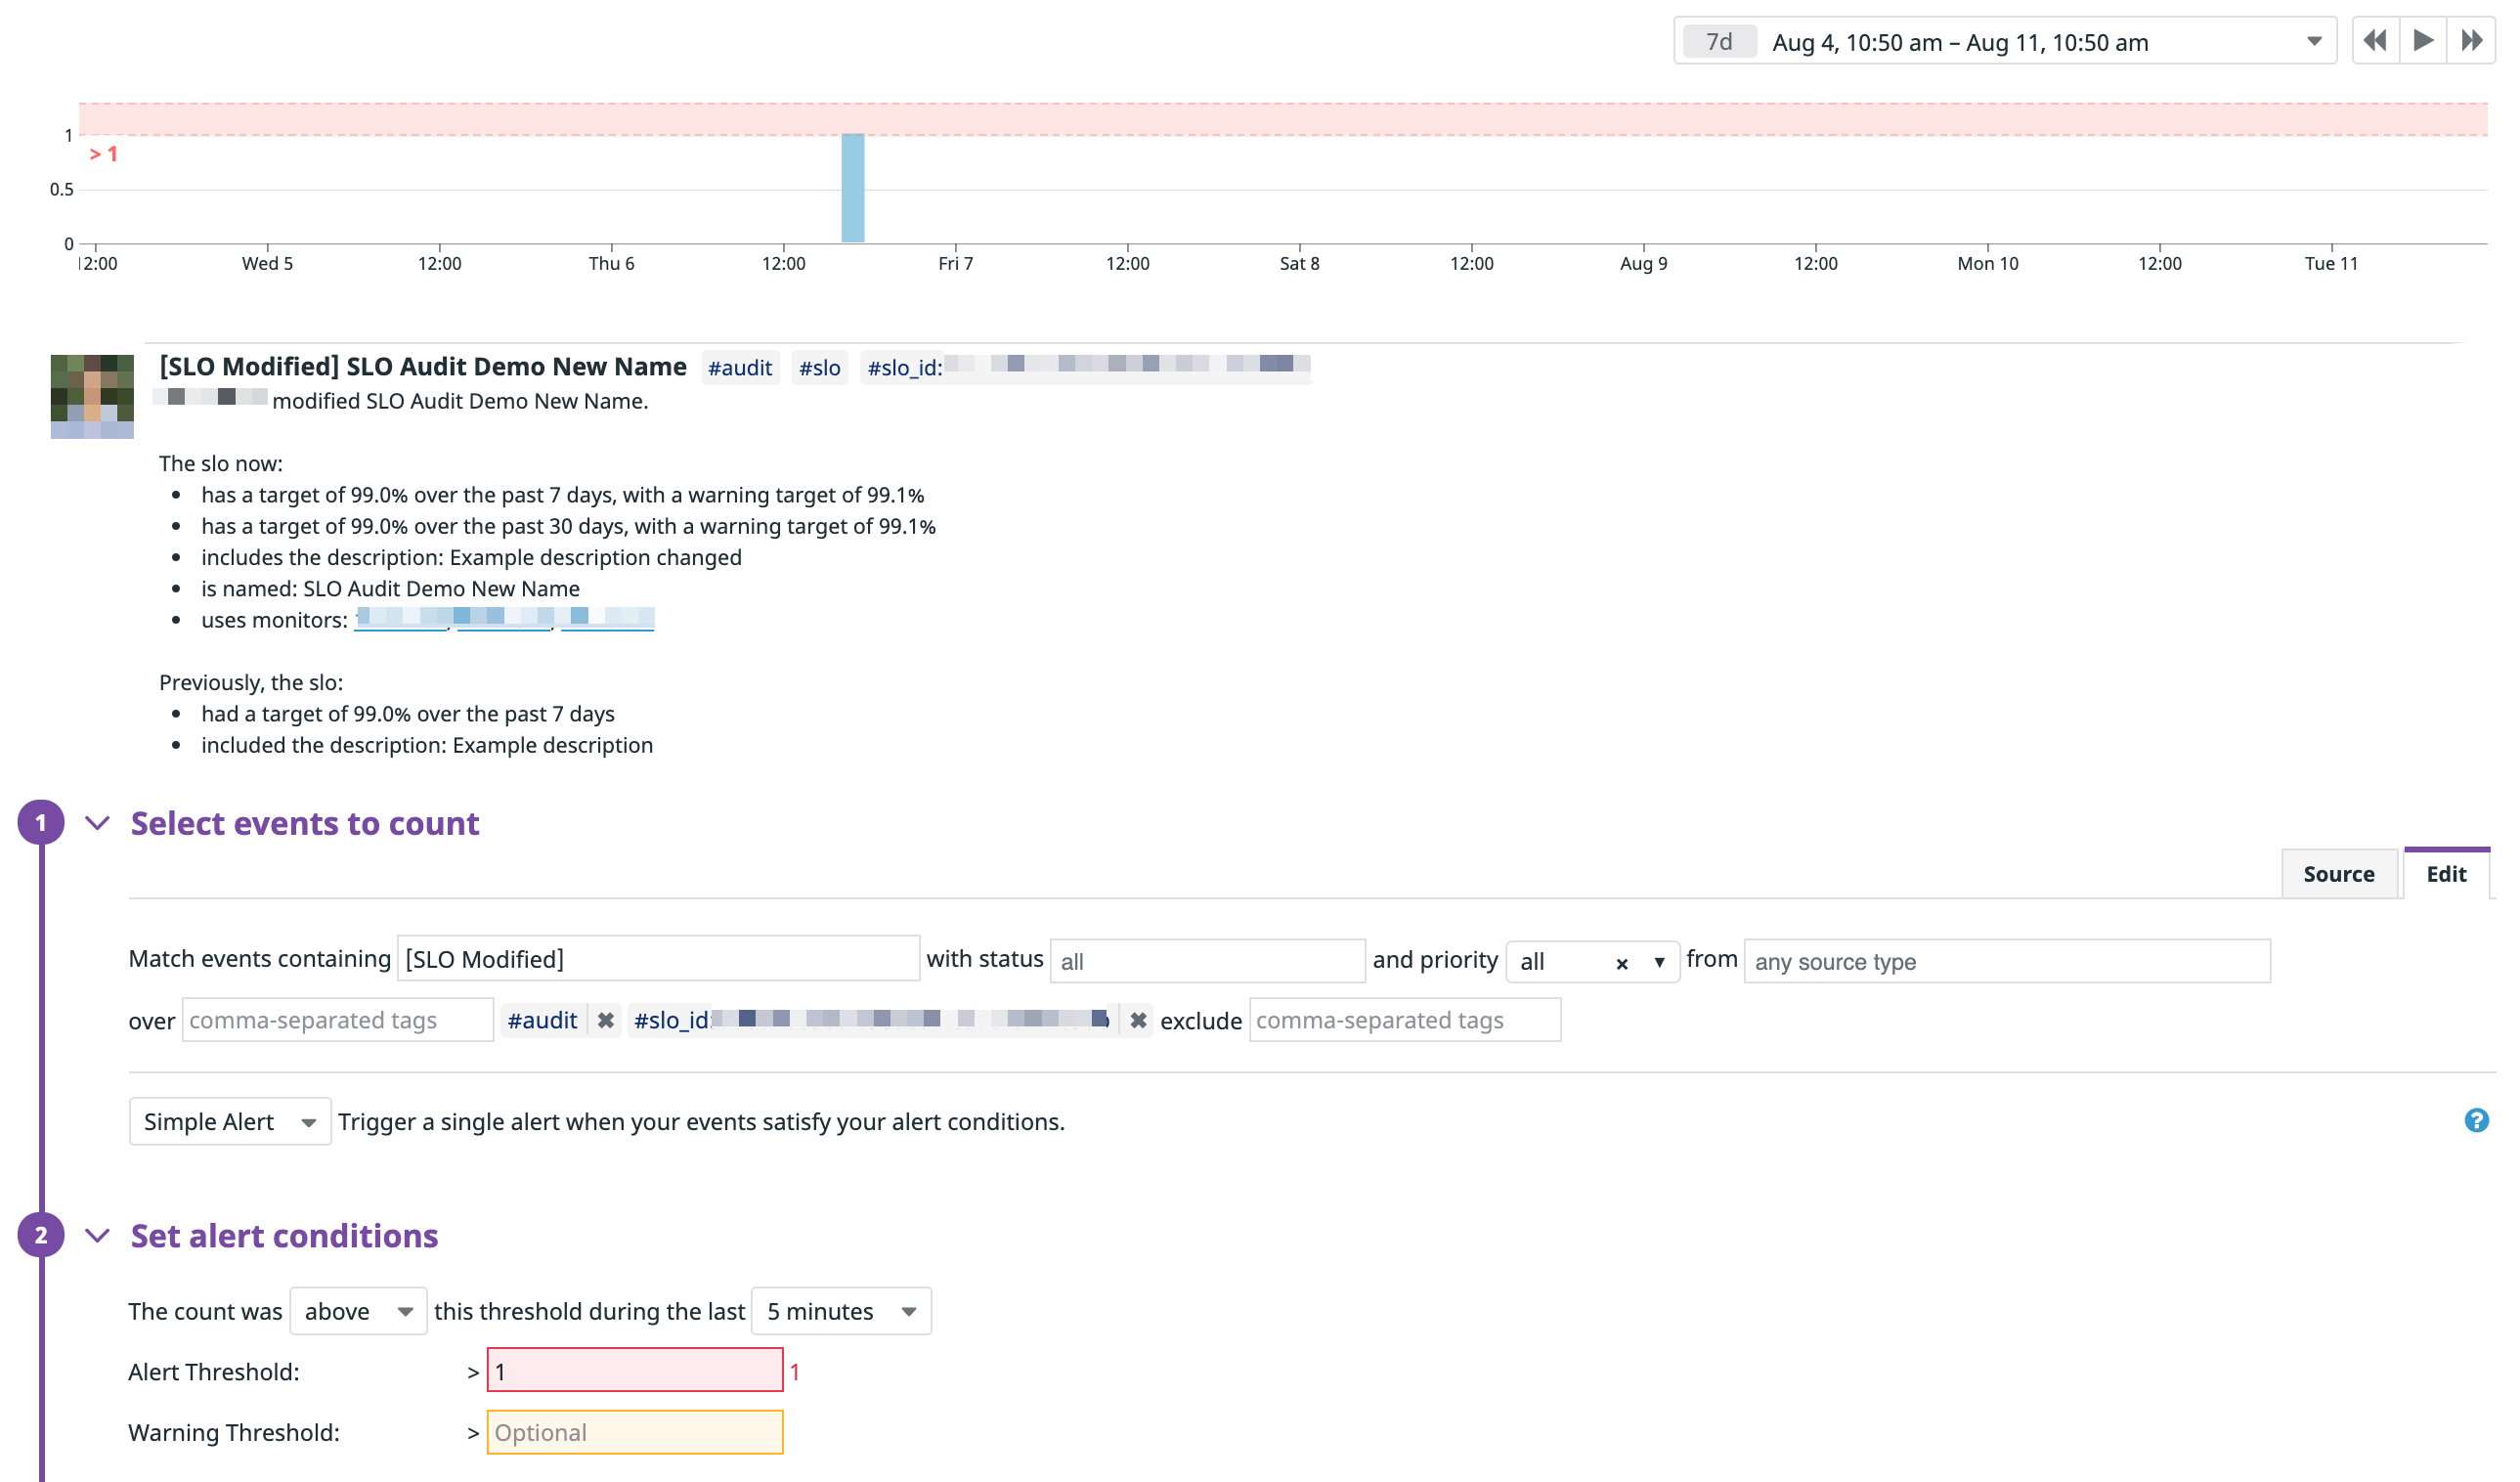 7d Aug 4, 10:50 am – Aug 11, 10:50 am
1
> 1
0.5
0
12:00 Wed 5 12:00 Thu 6 12:00 Fri 7 12:00 Sat 8 12:00 Aug 9 12:00 Mon 10 12:00 Tue 11
[SLO Modified] SLO Audit Demo New Name #audit #slo #slo_id:
modified SLO Audit Demo New Name.
The slo now:
• has a target of 99.0% over the past 7 days, with a warning target of 99.1%
• has a target of 99.0% over the past 30 days, with a warning target of 99.1%
• includes the description: Example description changed
• is named: SLO Audit Demo New Name
• uses monitors:
Previously, the slo:
• had a target of 99.0% over the past 7 days
• included the description: Example description
1 Select events to count
Source Edit
Match events containing [SLO Modified] with status all and priority all × ▼ from any source type
over comma-separated tags #audit ✖ #slo_id: ✖ exclude comma-separated tags
Simple Alert Trigger a single alert when your events satisfy your alert conditions. ?
2 Set alert conditions
The count was above this threshold during the last 5 minutes
Alert Threshold: > 1 1
Warning Threshold: > Optional